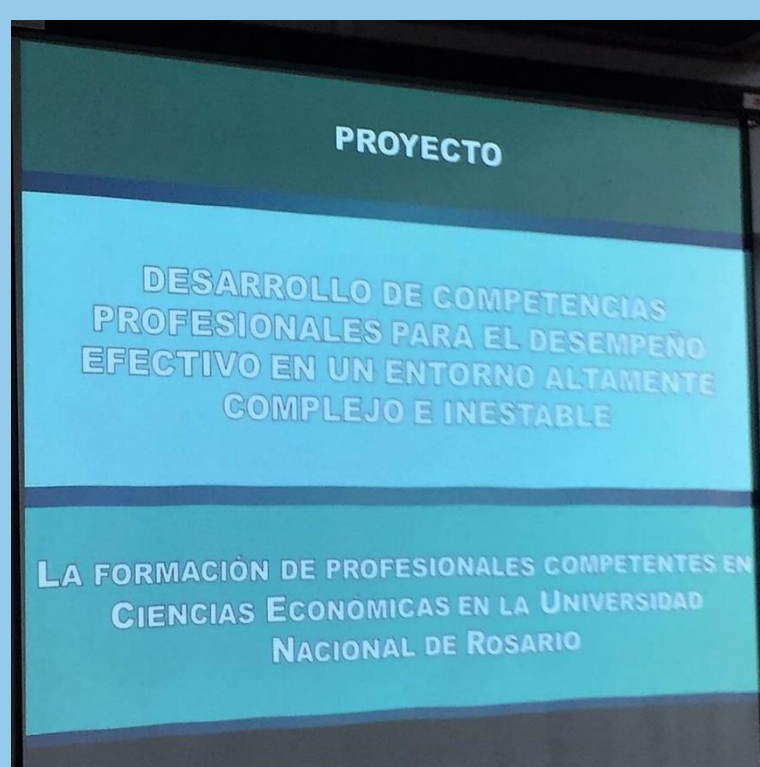 PROYECTO
DESARROLLO DE COMPETENCIAS
PROFESIONALES PARA EL DESEMPEÑO
EFECTIVO EN UN ENTORNO ALTAMENTE
COMPLEJO E INESTABLE
LA FORMACIÓN DE PROFESIONALES COMPETENTES EN
CIENCIAS ECONÓMICAS EN LA UNIVERSIDAD
NACIONAL DE ROSARIO